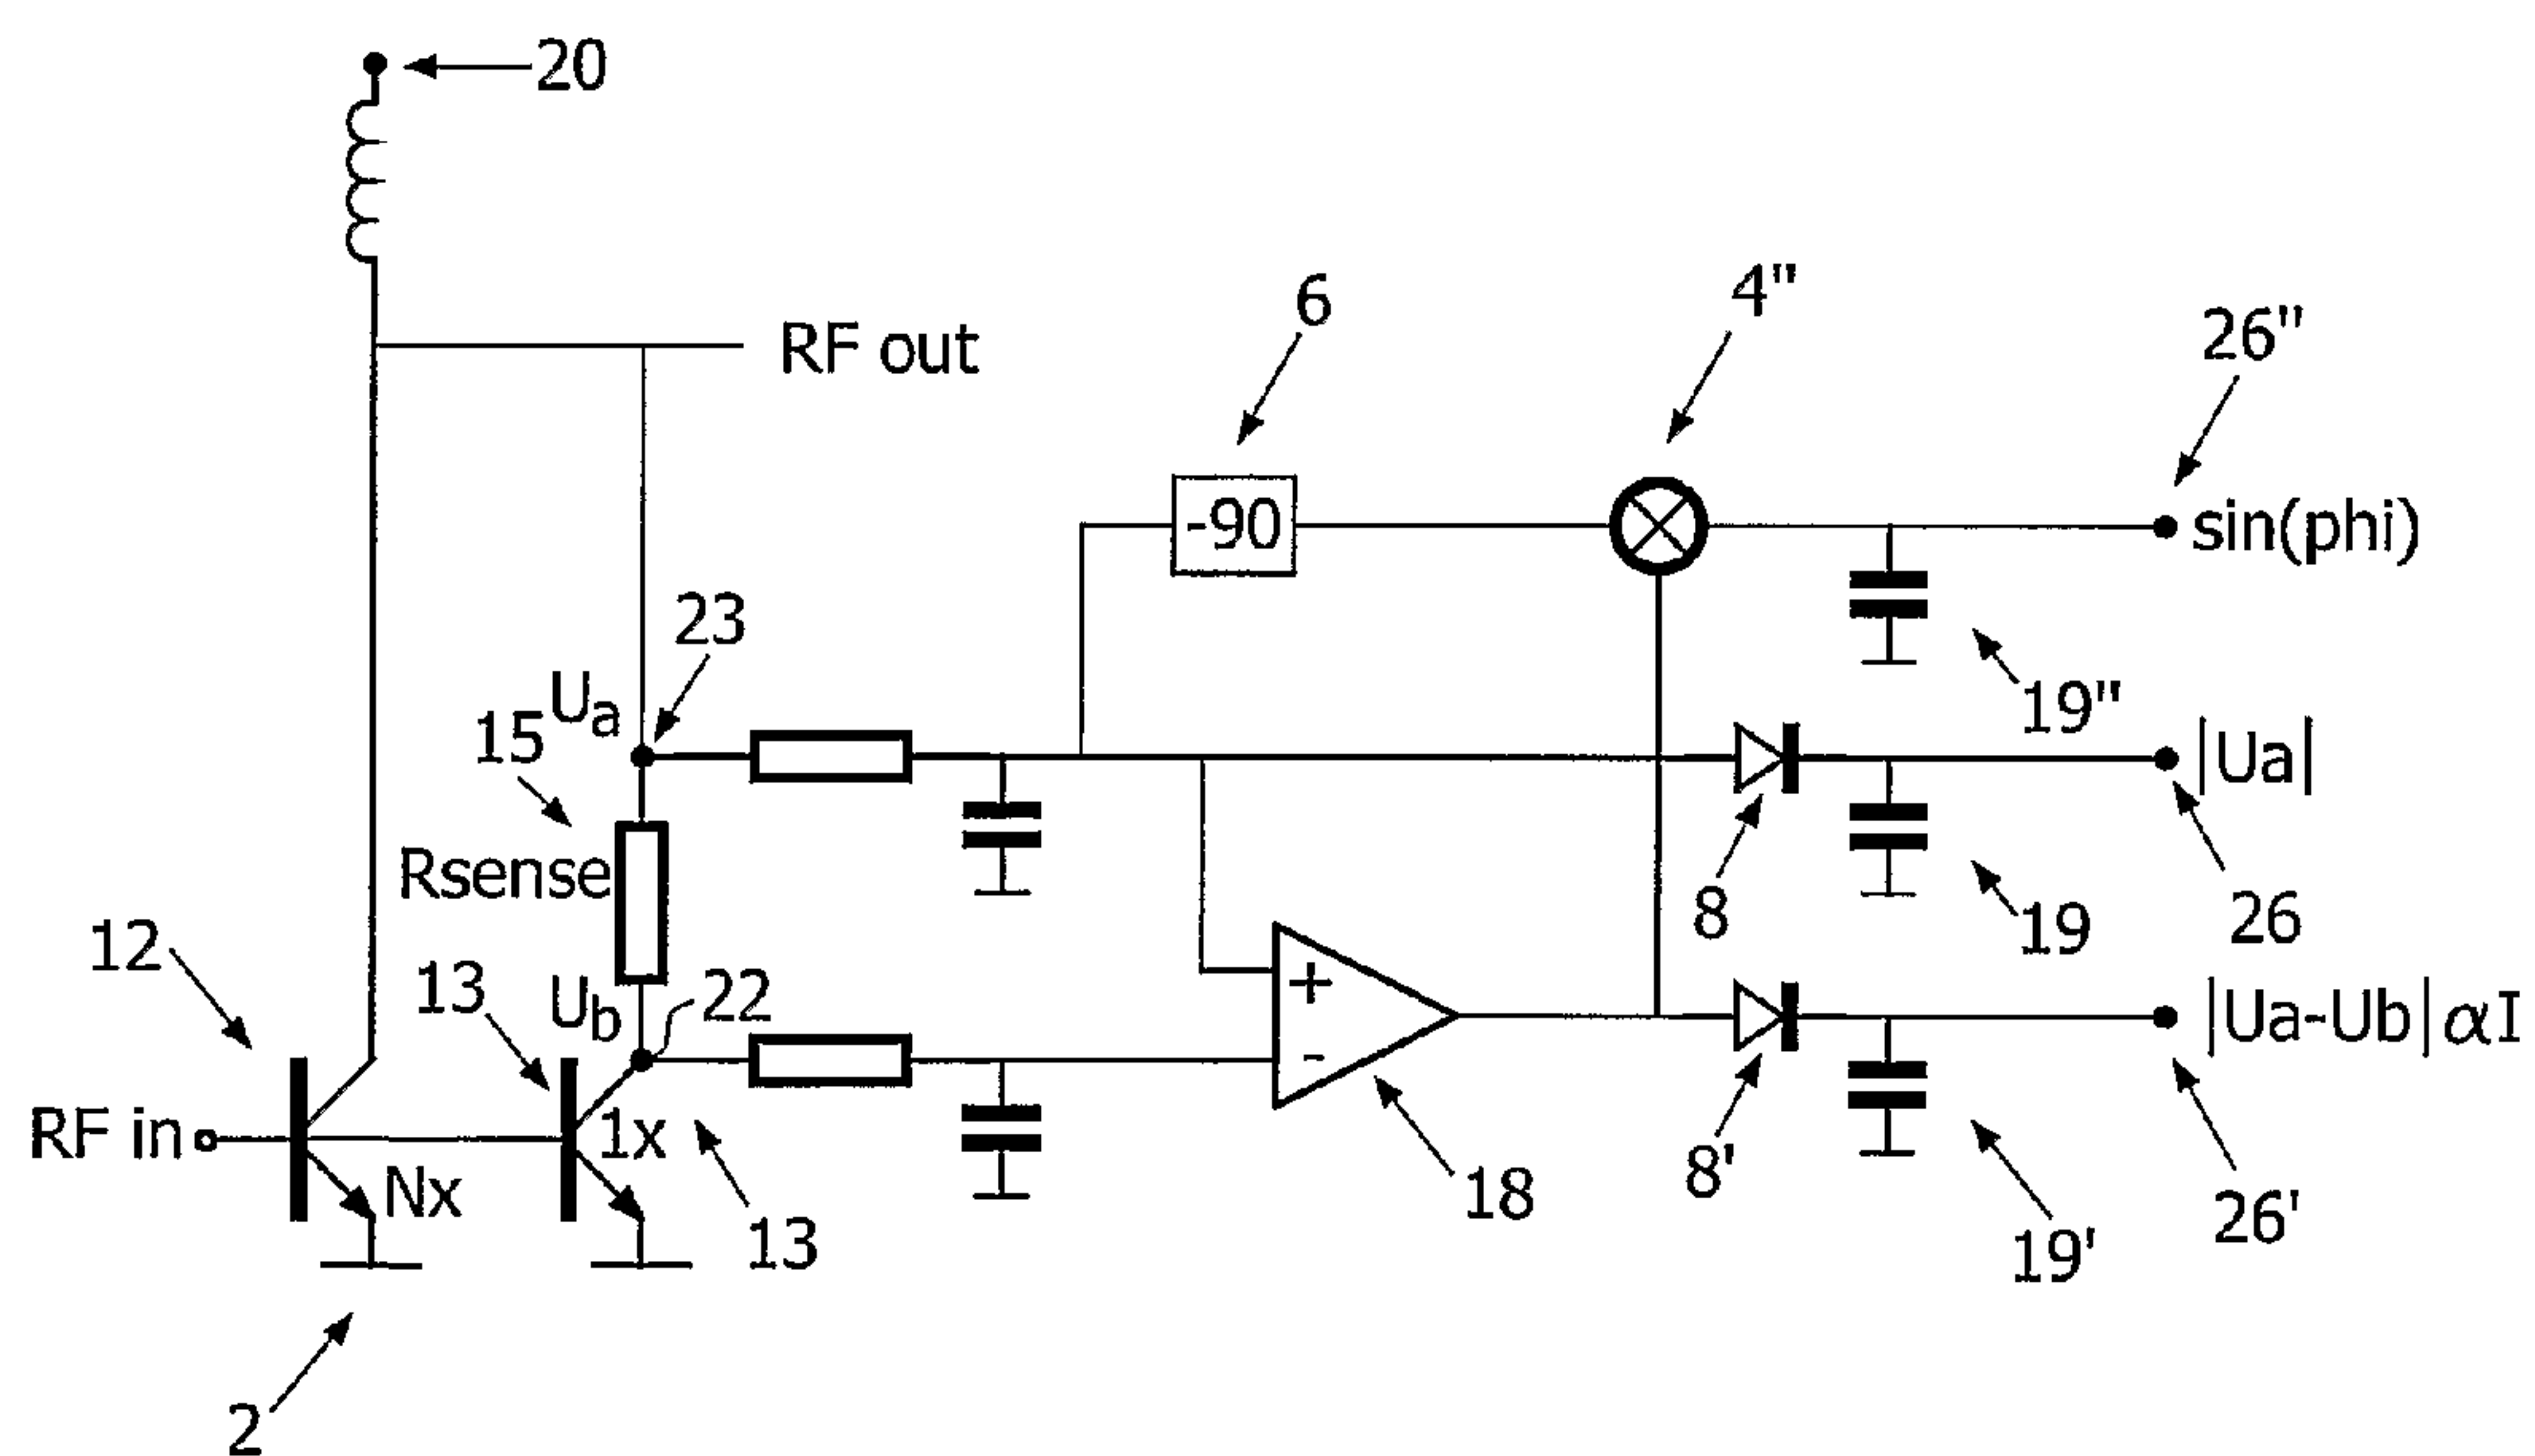 20
RF out
6
4"
26"
-90
sin(phi)
23
Ua
15
19"
|Ua|
Rsense
8
19
26
12
13
Ub
22
+
-
|Ua-Ub|αI
RF in
1x
Nx
13
18
8'
19'
26'
2